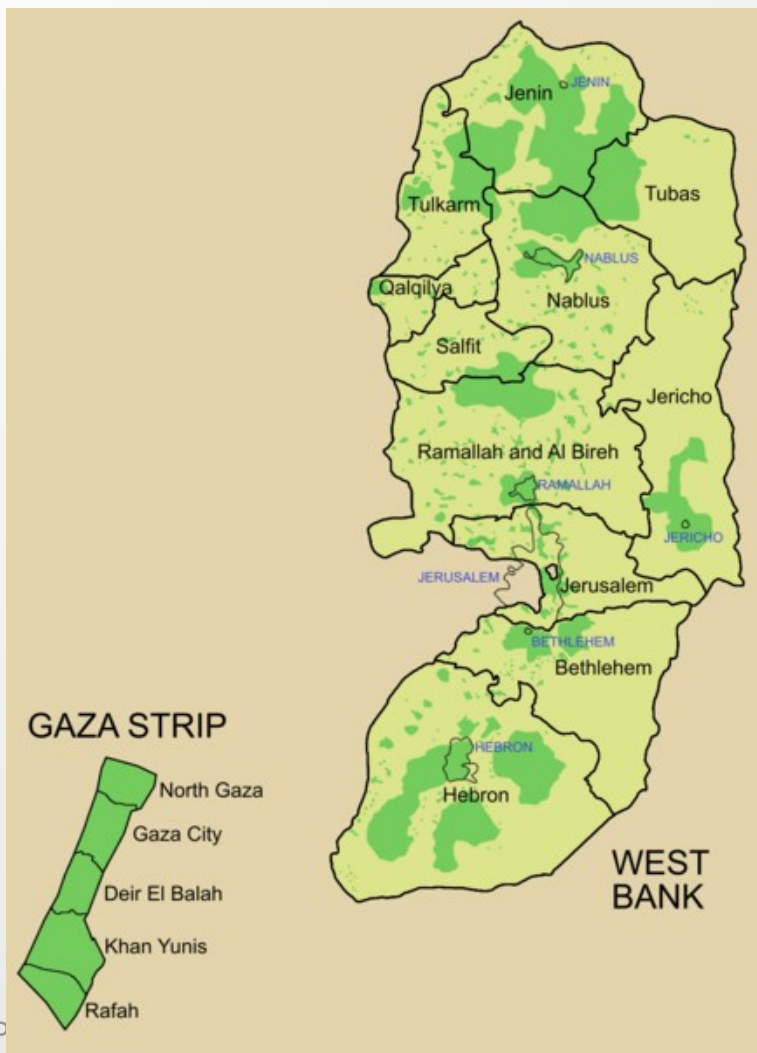 Jenin
JENIN
Tubas
Tulkarm
NABLUS
Qalqilya
Nablus
Salfit
Jericho
Ramallah and Al Bireh
RAMALLAH
JERICHO
JERUSALEM
Jerusalem
BETHLEHEM
Bethlehem
GAZA STRIP
HEBRON
Hebron
North Gaza
Gaza City
WEST
BANK
Deir El Balah
Khan Yunis
Rafah